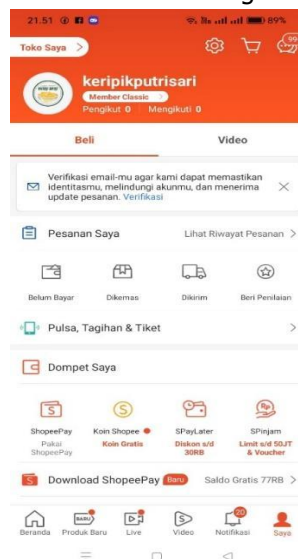 21.51 89%
Toko Saya >
keripikputrisari
Member Classic >
Pengikut 0 Mengikuti 0
Beli Video
Verifikasi email-mu agar kami dapat memastikan
identitasmu, melindungi akunmu, dan menerima
update pesanan. Verifikasi
Pesanan Saya Lihat Riwayat Pesanan >
Belum Bayar Dikemas Dikirim Beri Penilaian
Pulsa, Tagihan & Tiket >
Dompet Saya
ShopeePay Koin Shopee SPayLater SPinjam
Pakai Koin Gratis Diskon s/d Limit s/d 50JT
ShopeePay 30RB & Voucher
Download ShopeePay Baru Saldo Gratis 77RB >
BARU
20
Beranda Produk Baru Live Video Notifikasi Saya